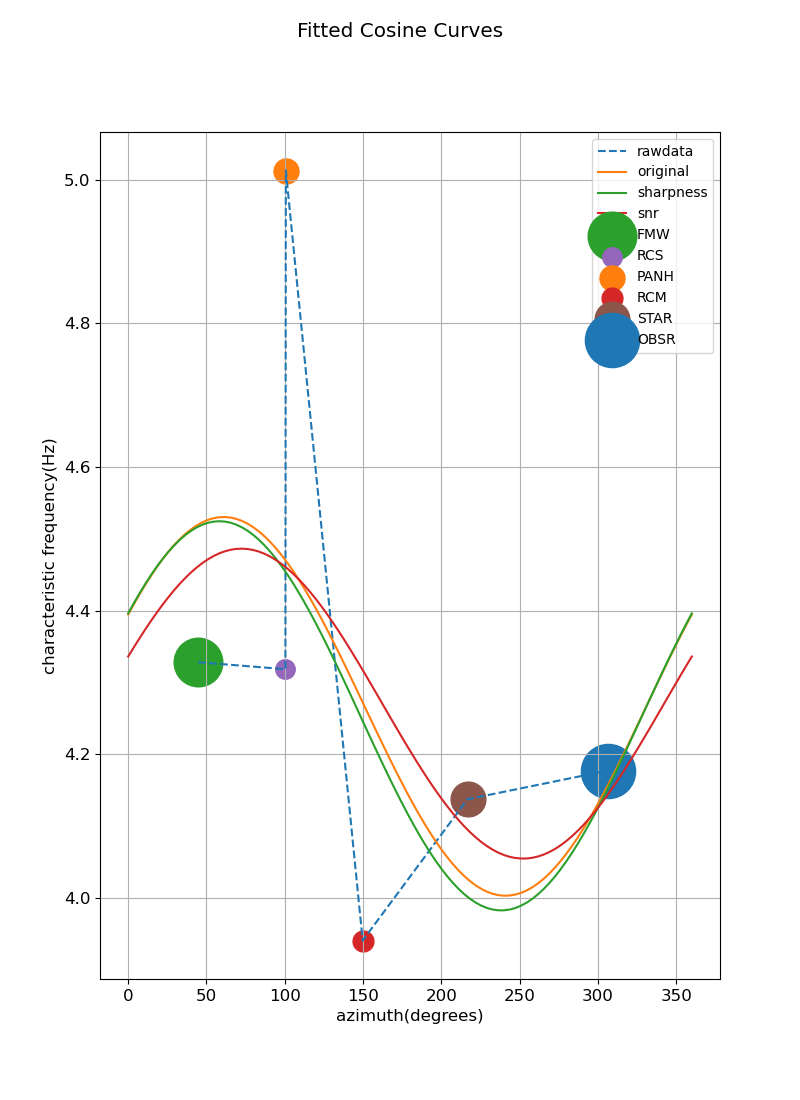 Fitted Cosine Curves
rawdata
original
sharpness
snr
FMW
RCS
PANH
RCM
STAR
OBSR
characteristic frequency(Hz)
5.0
4.8
4.6
4.4
4.2
4.0
0 50 100 150 200 250 300 350
azimuth(degrees)